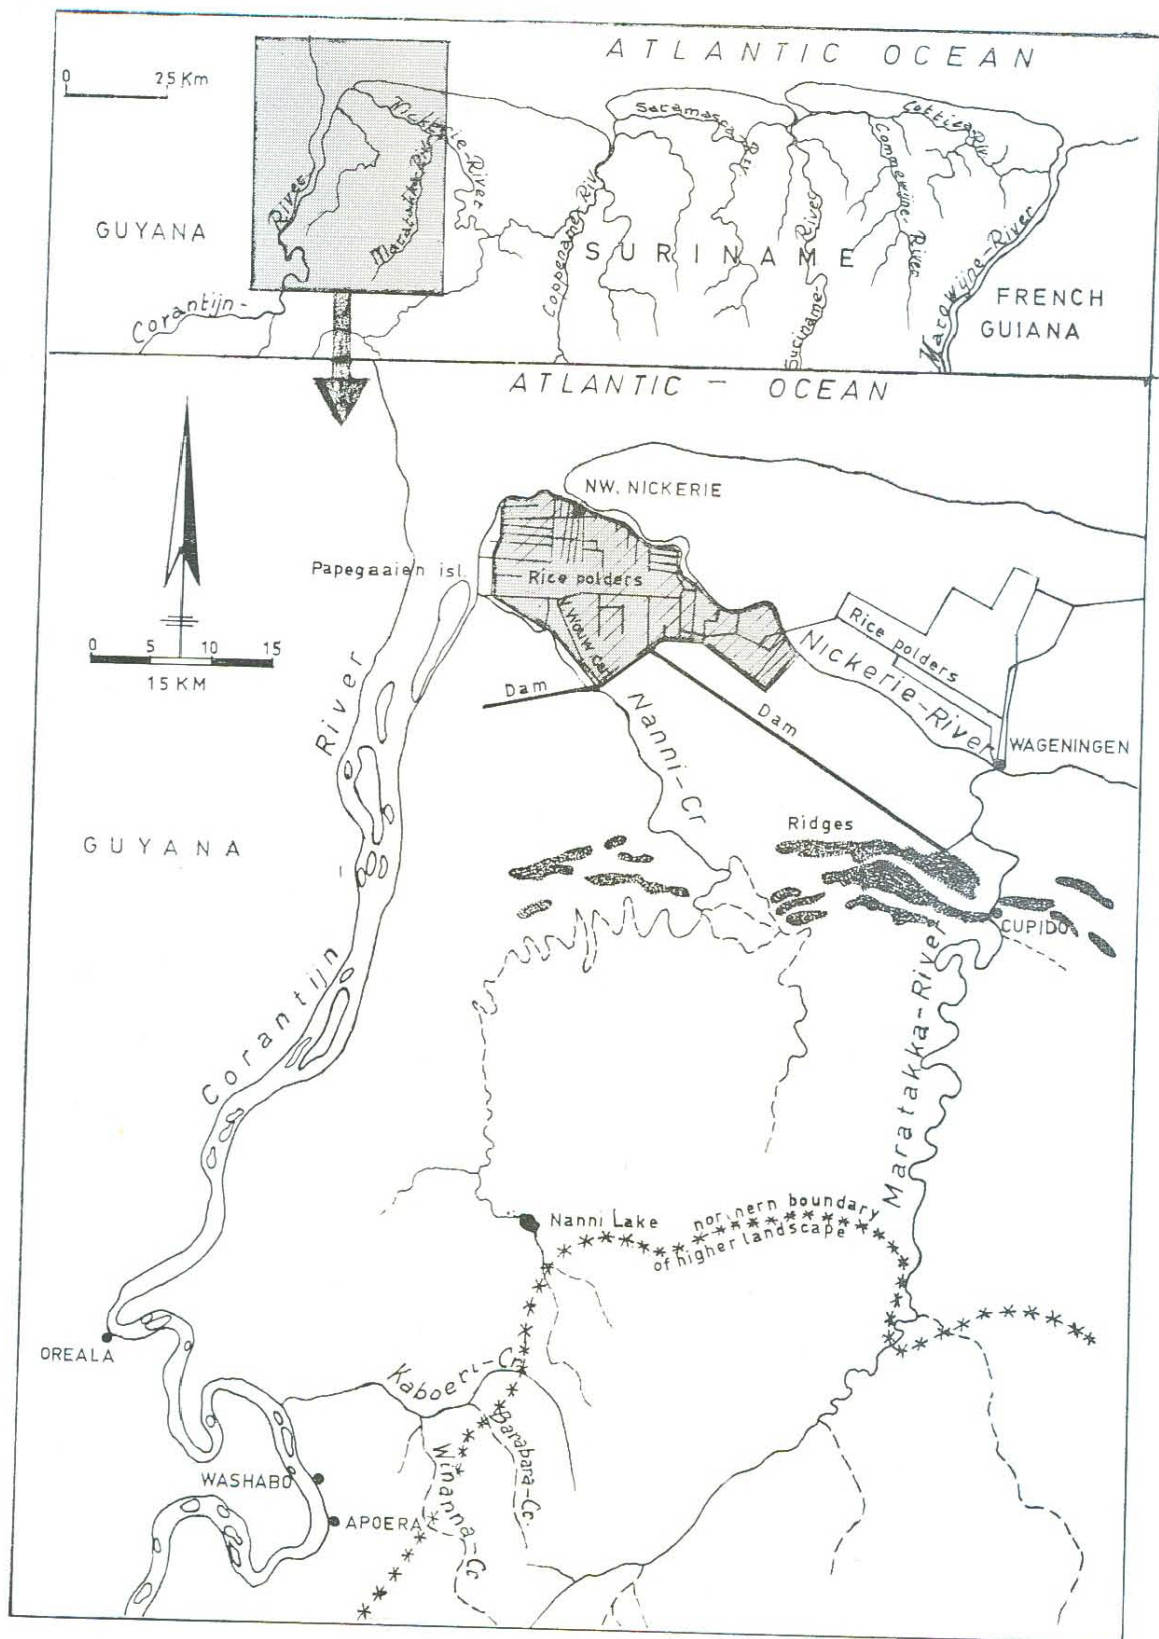 ATLANTIC OCEAN
0 25 Km
Nickerie-River
Maratakka-Riv
River
Corantijn-
GUYANA
Coppename-Riv
Saramacca
Riv
SURINAME
Suriname-River
Commewijne-River
Cottica-Riv
Marowijne-River
FRENCH
GUIANA
ATLANTIC - OCEAN
NW. NICKERIE
Papegaaien isl.
Rice polders
v. Wouw Can
0 5 10 15
15 KM
Rice polders
Nickerie-River
Dam
Dam
Nanni-Cr
WAGENINGEN
River
Corantijn
GUYANA
Ridges
CUPIDO
Maratakka-River
Nanni Lake
northern boundary
of higher landscape
OREALA
Kaboeri-Cr
Barabara-Cr.
Winanna-Cr
WASHABO
APOERA